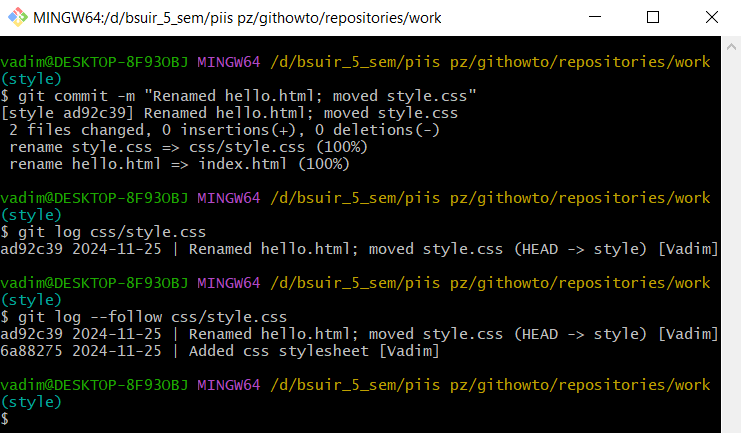 MINGW64:/d/bsuir_5_sem/piis pz/githowto/repositories/work
vadim@DESKTOP-8F93OBJ MINGW64 /d/bsuir_5_sem/piis pz/githowto/repositories/work
(style)
$ git commit -m "Renamed hello.html; moved style.css"
[style ad92c39] Renamed hello.html; moved style.css
 2 files changed, 0 insertions(+), 0 deletions(-)
 rename style.css => css/style.css (100%)
 rename hello.html => index.html (100%)
vadim@DESKTOP-8F93OBJ MINGW64 /d/bsuir_5_sem/piis pz/githowto/repositories/work
(style)
$ git log css/style.css
ad92c39 2024-11-25 | Renamed hello.html; moved style.css (HEAD -> style) [Vadim]
vadim@DESKTOP-8F93OBJ MINGW64 /d/bsuir_5_sem/piis pz/githowto/repositories/work
(style)
$ git log --follow css/style.css
ad92c39 2024-11-25 | Renamed hello.html; moved style.css (HEAD -> style) [Vadim]
6a88275 2024-11-25 | Added css stylesheet [Vadim]
vadim@DESKTOP-8F93OBJ MINGW64 /d/bsuir_5_sem/piis pz/githowto/repositories/work
(style)
$